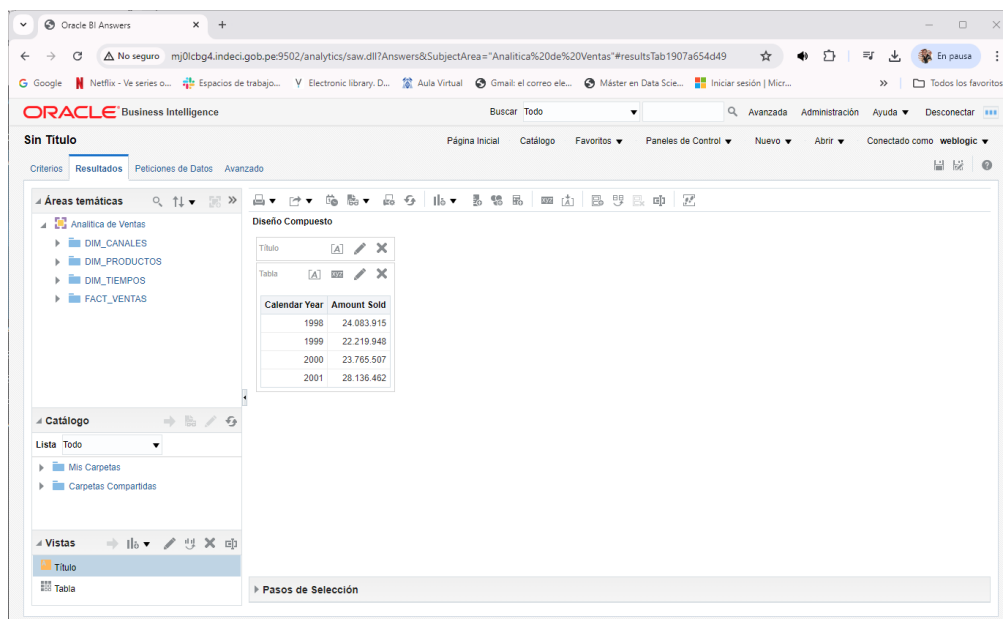 Oracle BI Answers
No seguro mj0lcbg4.indeci.gob.pe:9502/analytics/saw.dll?Answers&SubjectArea="Analitica%20de%20Ventas"#resultsTab1907a654d49 En pausa
Google Netflix - Ve series o... Espacios de trabajo... Electronic library. D... Aula Virtual Gmail: el correo ele... Máster en Data Scie... Iniciar sesión | Micr... » Todos los favoritos
ORACLE Business Intelligence Buscar Todo Avanzada Administración Ayuda Desconectar
Sin Título Página Inicial Catálogo Favoritos Paneles de Control Nuevo Abrir Conectado como weblogic
Criterios Resultados Peticiones de Datos Avanzado
Áreas temáticas
Analitica de Ventas
DIM_CANALES
DIM_PRODUCTOS
DIM_TIEMPOS
FACT_VENTAS
Catálogo
Lista Todo
Mis Carpetas
Carpetas Compartidas
Vistas
Título
Tabla
Diseño Compuesto
Título
Tabla
Calendar Year Amount Sold
1998 24.083.915
1999 22.219.948
2000 23.765.507
2001 28.136.462
Pasos de Selección